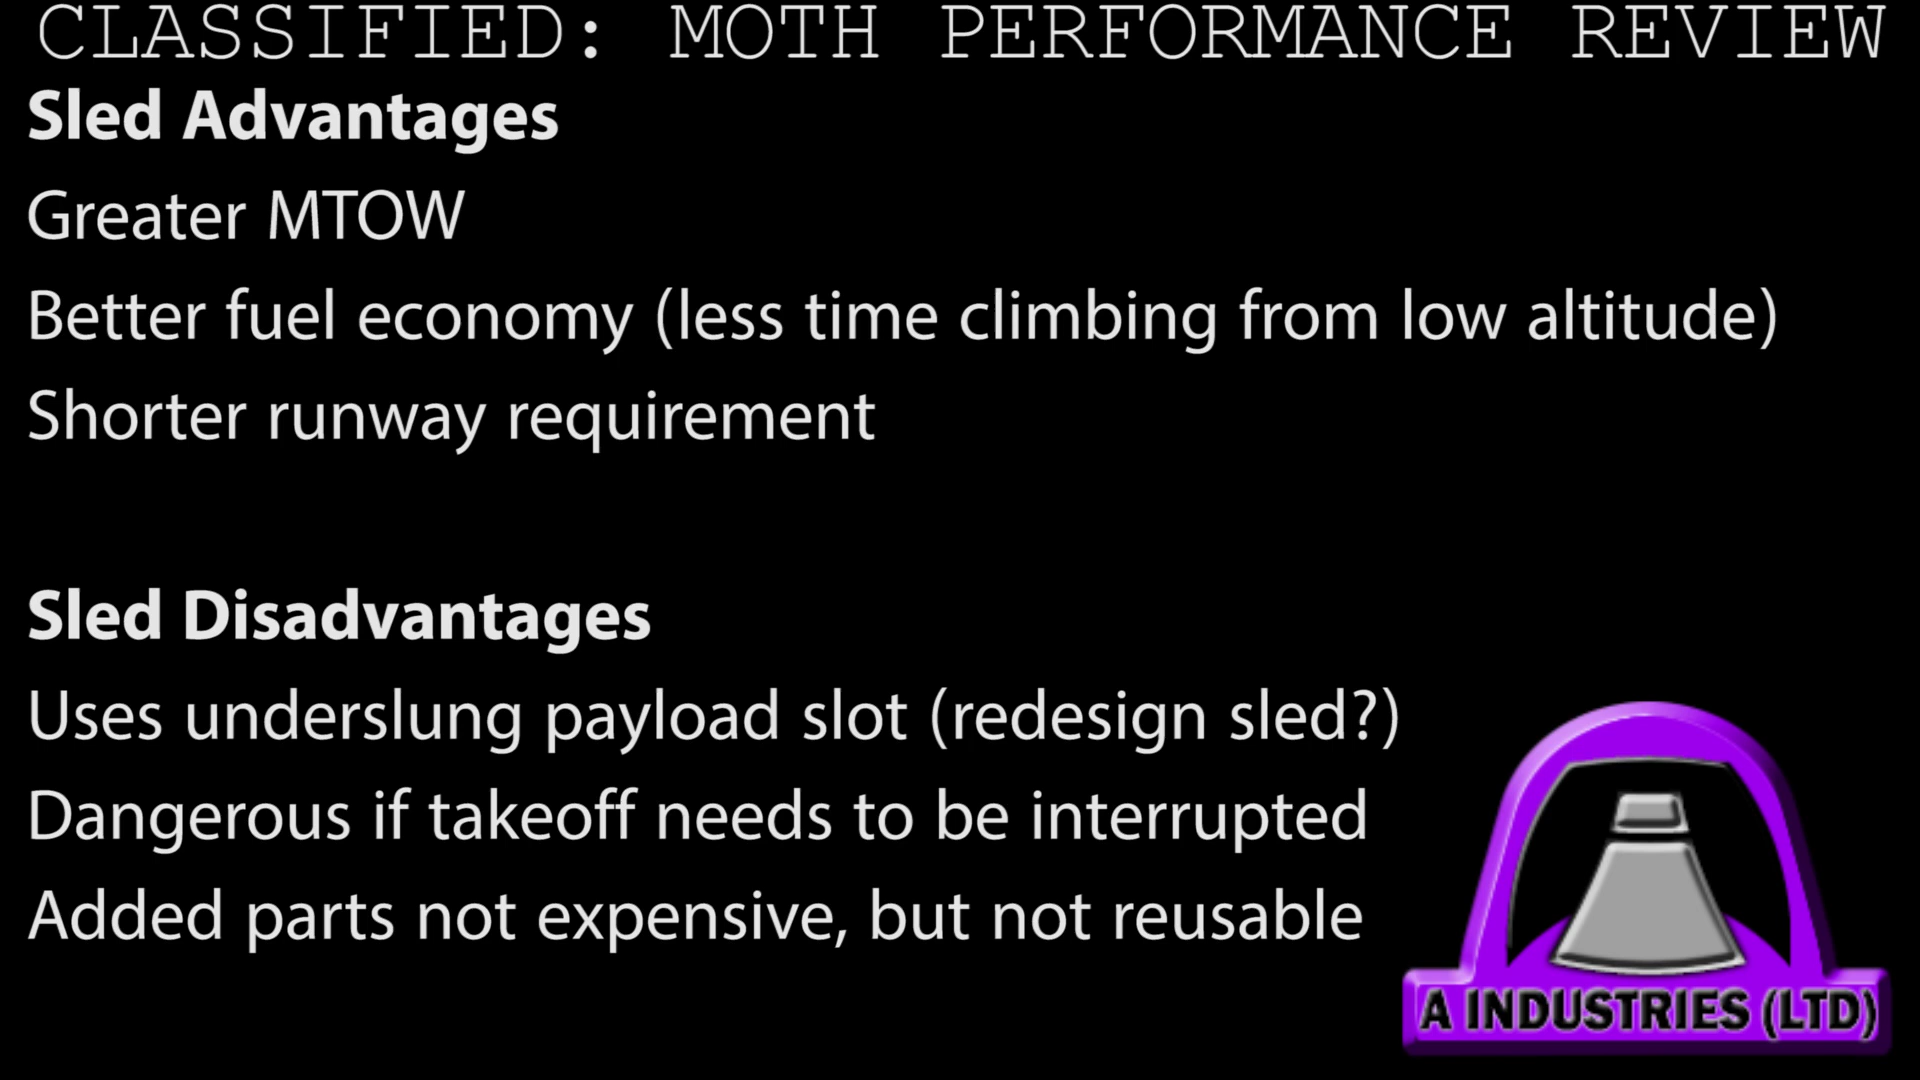 CLASSIFIED: MOTH PERFORMANCE REVIEW
Sled Advantages
Greater MTOW
Better fuel economy (less time climbing from low altitude)
Shorter runway requirement
Sled Disadvantages
Uses underslung payload slot (redesign sled?)
Dangerous if takeoff needs to be interrupted
Added parts not expensive, but not reusable
A INDUSTRIES (LTD)